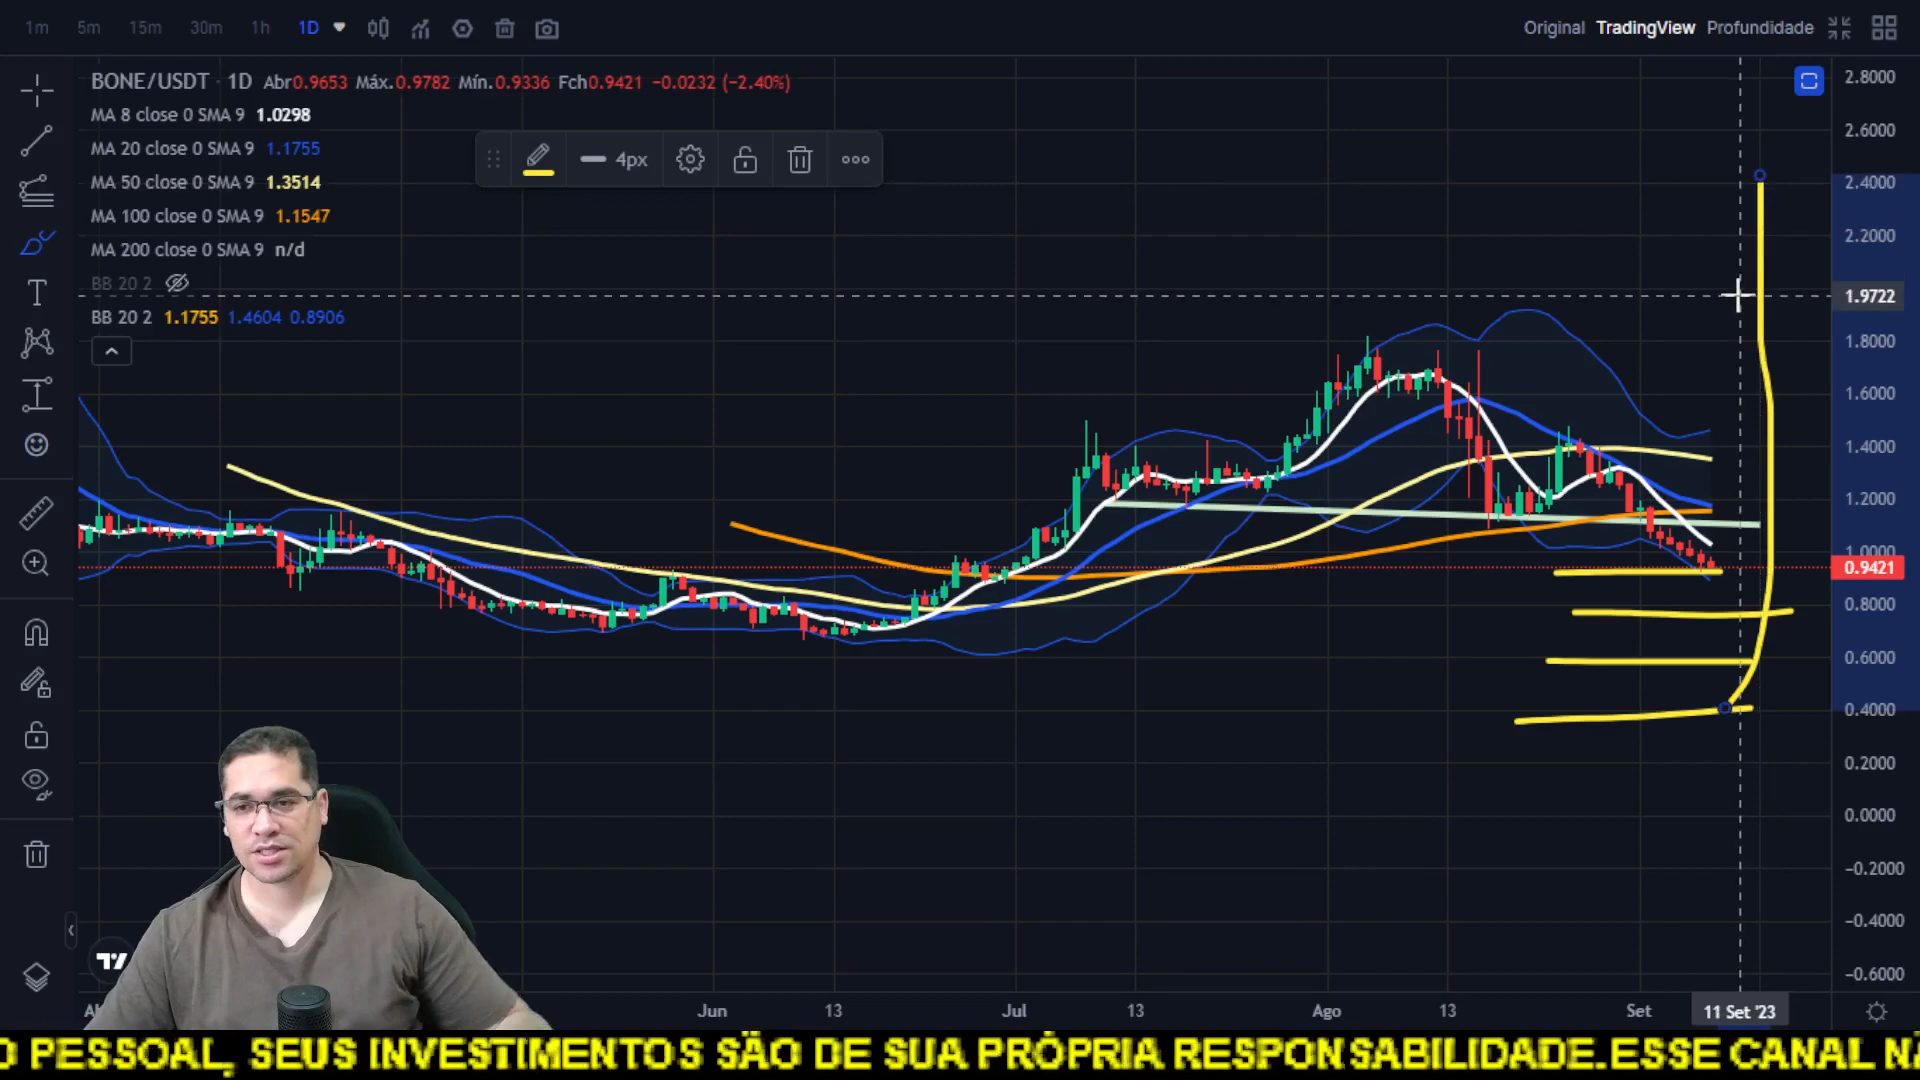 1m 5m 15m 30m 1h 1D
Original TradingView Profundidade
BONE/USDT · 1D Abr0.9653 Máx.0.9782 Mín.0.9336 Fch0.9421 −0.0232 (−2.40%)
MA 8 close 0 SMA 9 1.0298
MA 20 close 0 SMA 9 1.1755
MA 50 close 0 SMA 9 1.3514
MA 100 close 0 SMA 9 1.1547
MA 200 close 0 SMA 9 n/d
BB 20 2
BB 20 2 1.1755 1.4604 0.8906
4px
2.8000
2.6000
2.4000
2.2000
1.9722
1.8000
1.6000
1.4000
1.2000
1.0000
0.9421
0.8000
0.6000
0.4000
0.2000
0.0000
−0.2000
−0.4000
−0.6000
Jun 13 Jul 13 Ago 13 Set 11 Set '23
O PESSOAL, SEUS INVESTIMENTOS SÃO DE SUA PRÓPRIA RESPONSABILIDADE.ESSE CANAL